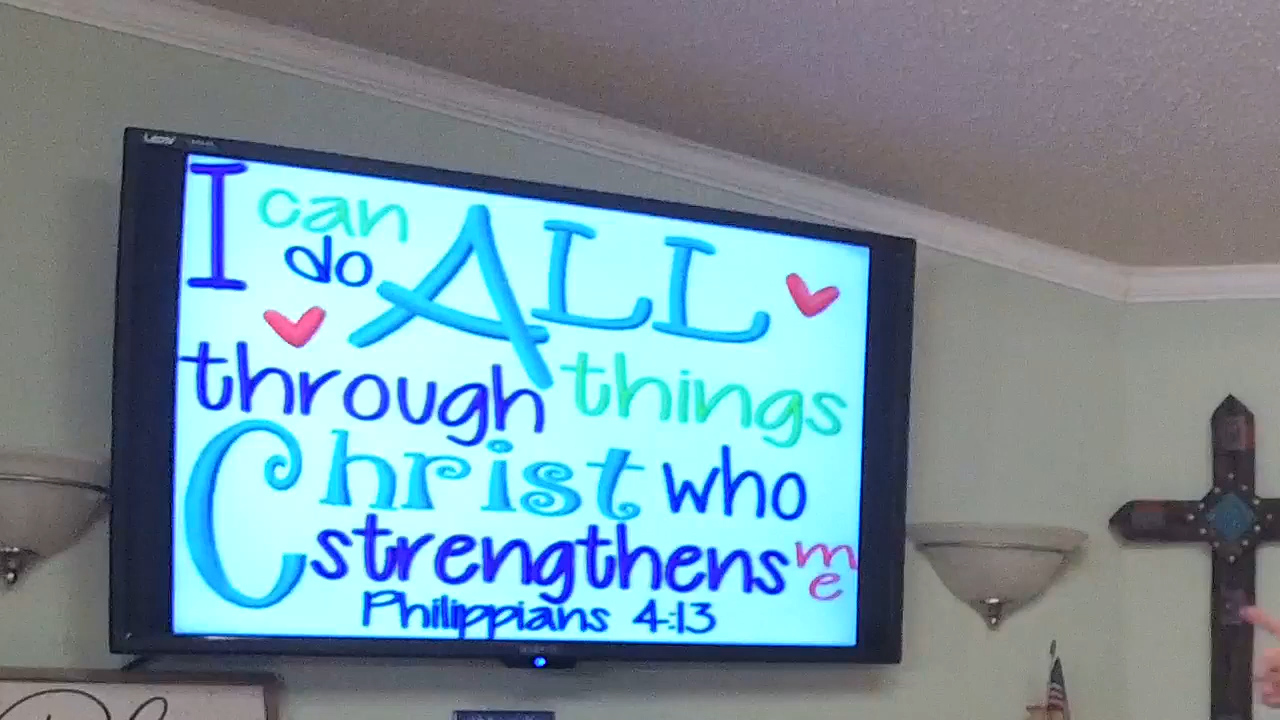 I can
do ALL
through things
Christ who
strengthens me
Philippians 4:13